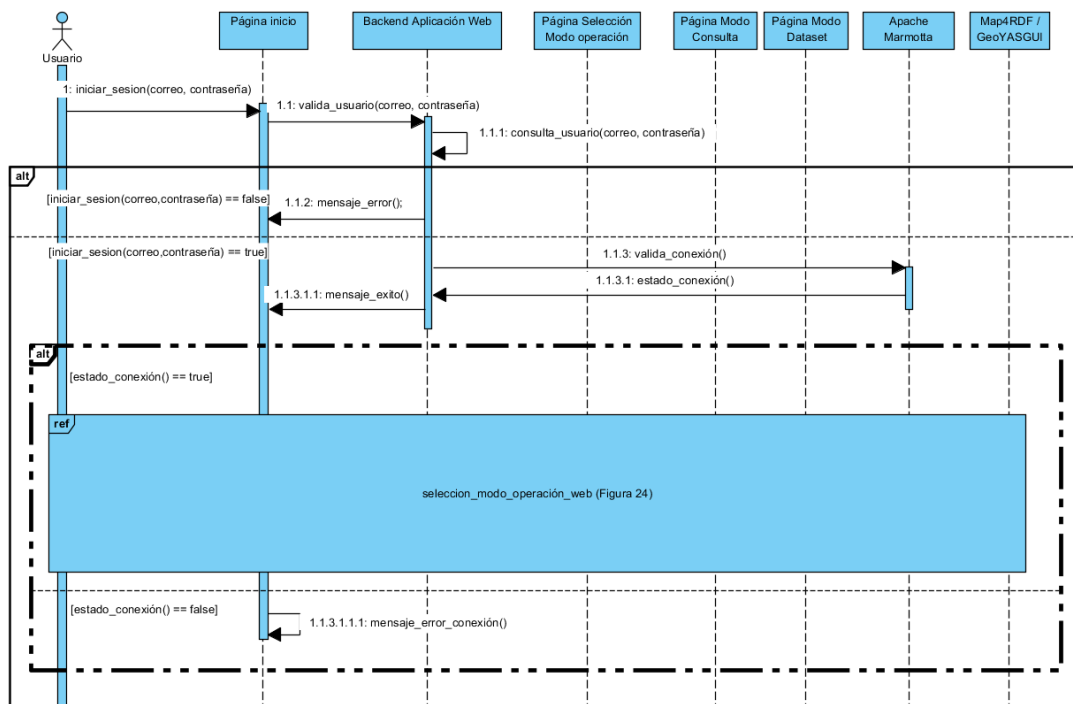 Usuario
Página inicio
Backend Aplicación Web
Página Selección
Modo operación
Página Modo
Consulta
Página Modo
Dataset
Apache
Marmotta
Map4RDF /
GeoYASGUI
1: iniciar_sesion(correo, contraseña)
1.1: valida_usuario(correo, contraseña)
1.1.1: consulta_usuario(correo, contraseña)
alt
[iniciar_sesion(correo,contraseña) == false]
1.1.2: mensaje_error();
[iniciar_sesion(correo,contraseña) == true]
1.1.3: valida_conexión()
1.1.3.1: estado_conexión()
1.1.3.1.1: mensaje_exito()
alt
[estado_conexión() == true]
ref
seleccion_modo_operación_web (Figura 24)
[estado_conexión() == false]
1.1.3.1.1.1: mensaje_error_conexión()